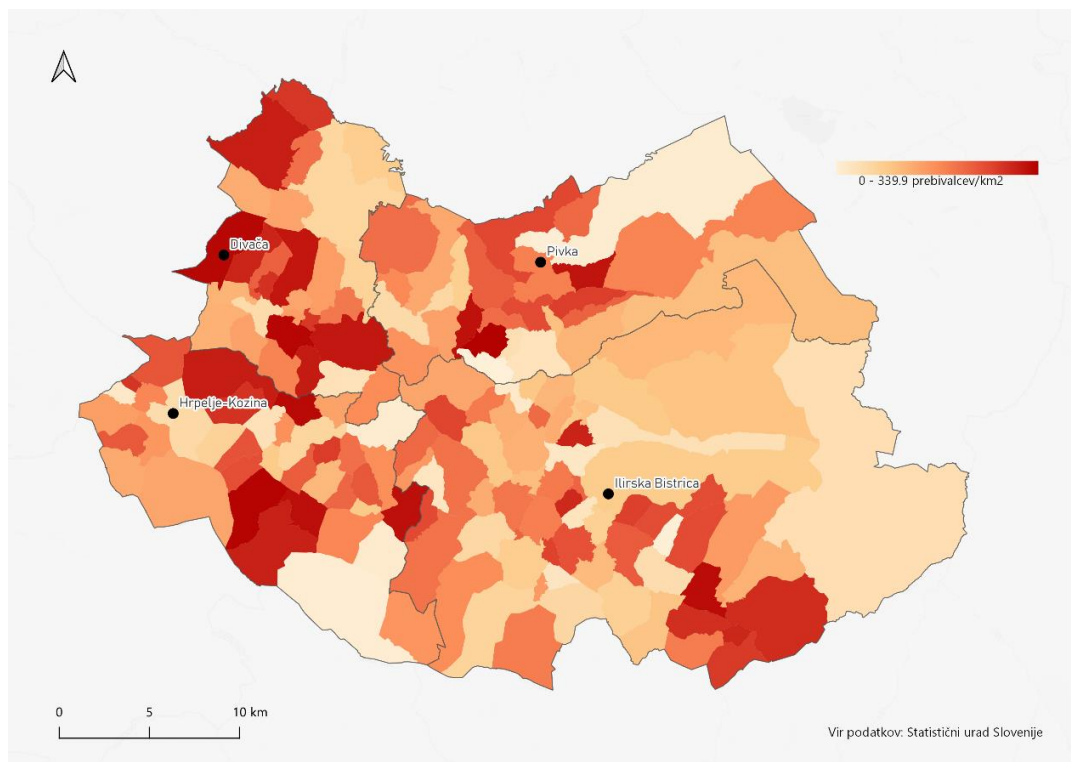 0 - 339.9 prebivalcev/km2
Divača
Pivka
Hrpelje-Kozina
Ilirska Bistrica
0 5 10 km
Vir podatkov: Statistični urad Slovenije